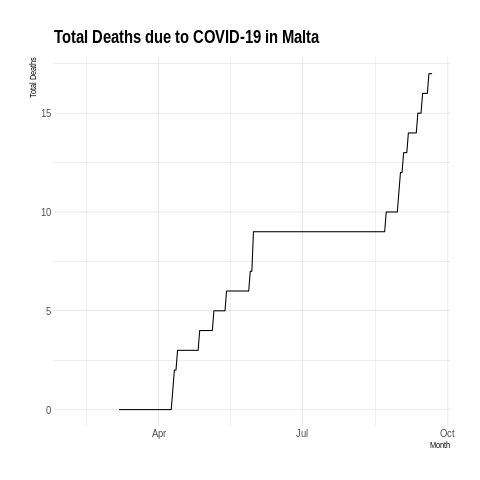 Total Deaths due to COVID-19 in Malta
Total Deaths
15
10
5
0
Apr
Jul
Oct
Month